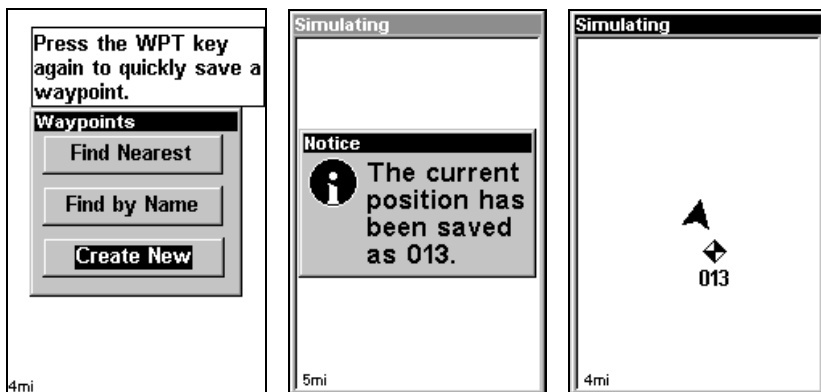 Press the WPT key
again to quickly save a
waypoint.
Waypoints
Find Nearest
Find by Name
Create New
4mi
Simulating
Notice
The current
position has
been saved
as 013.
5mi
Simulating
013
4mi